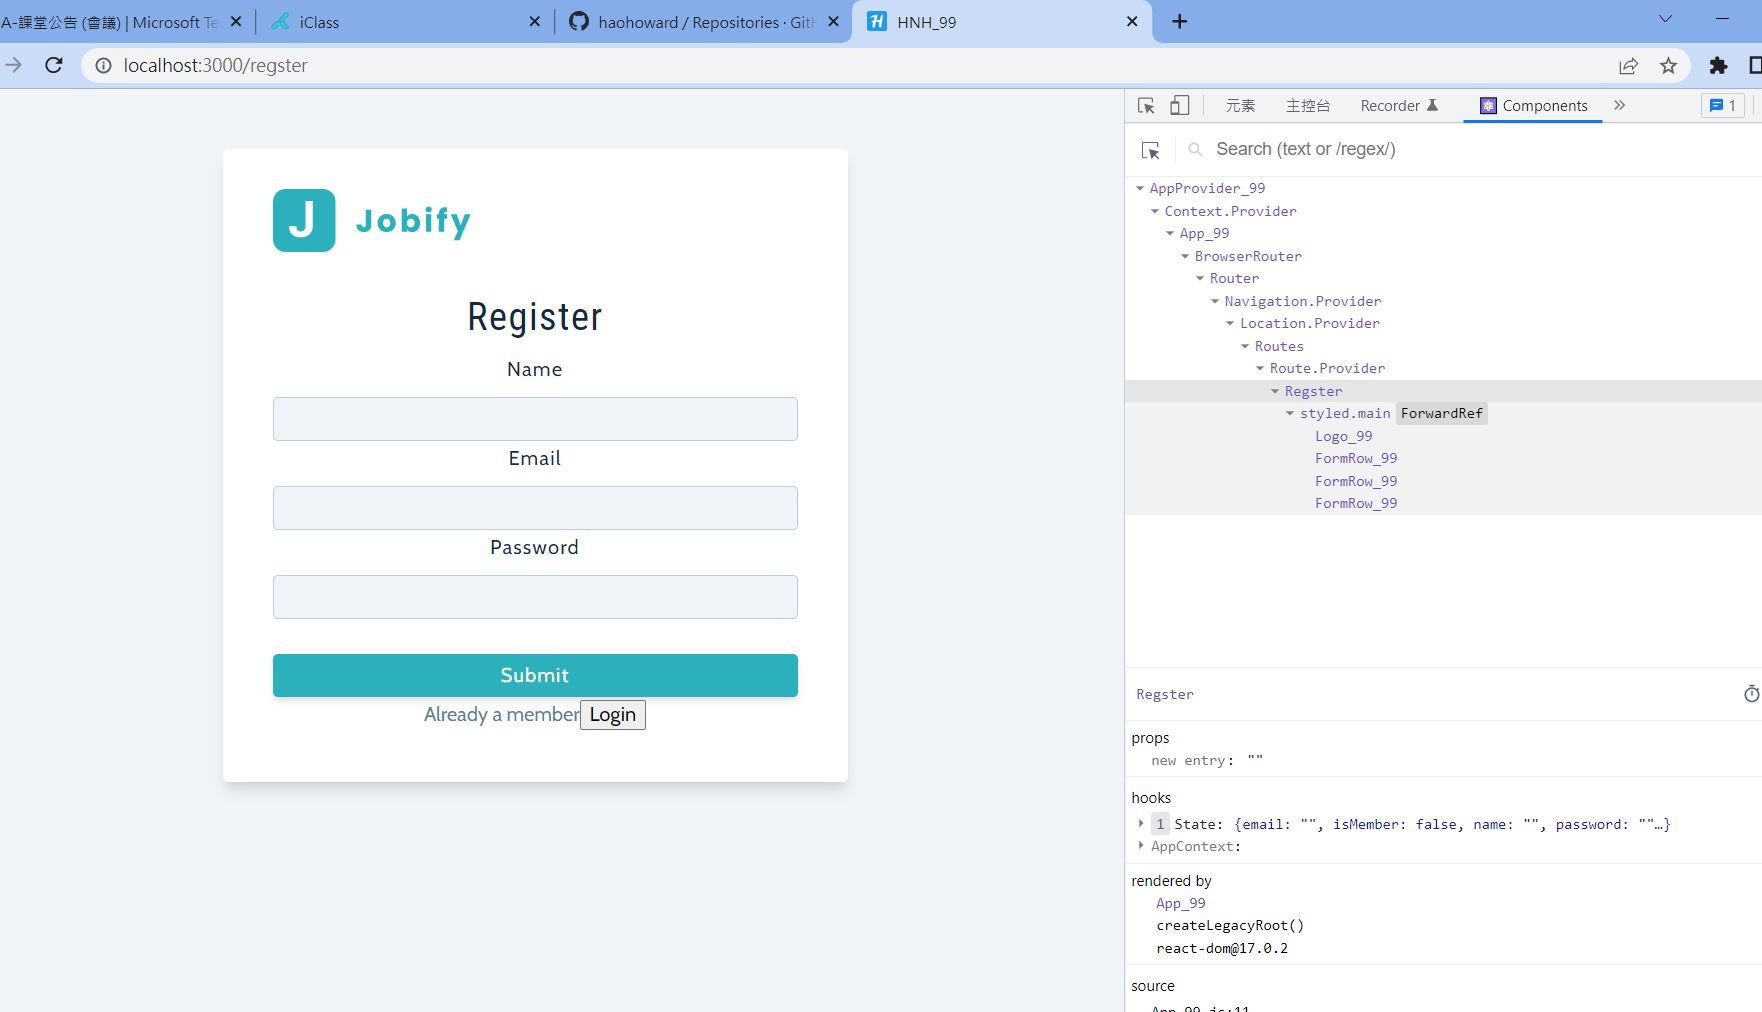 A-課堂公告 (會議) | Microsoft Te
iClass
haohoward / Repositories · GitH
HNH_99
localhost:3000/regster
元素
主控台
Recorder
Components
1
Search (text or /regex/)
AppProvider_99
Context.Provider
App_99
BrowserRouter
Router
Navigation.Provider
Location.Provider
Routes
Route.Provider
Regster
styled.main ForwardRef
Logo_99
FormRow_99
FormRow_99
FormRow_99
J Jobify
Register
Name
Email
Password
Submit
Already a member Login
Regster
props
new entry: ""
hooks
1 State: {email: "", isMember: false, name: "", password: ""…}
AppContext:
rendered by
App_99
createLegacyRoot()
react-dom@17.0.2
source
App_99.js:11